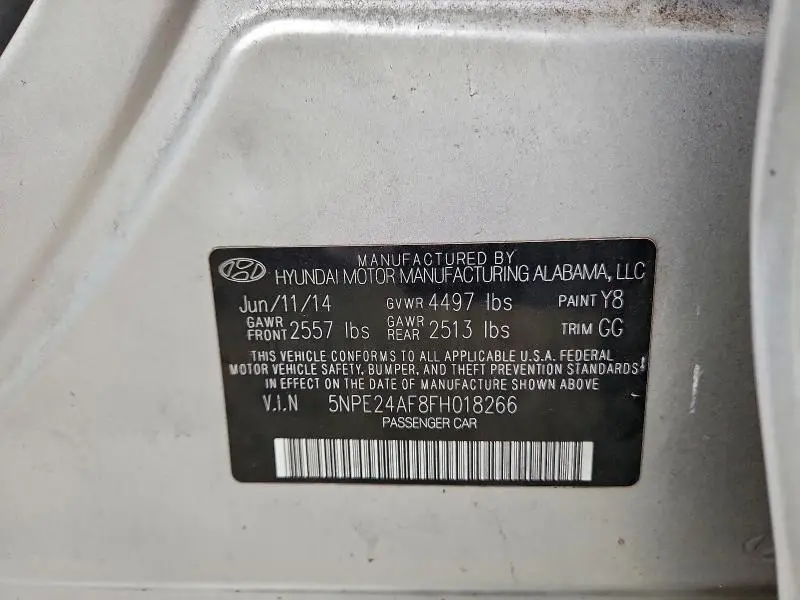 MANUFACTURED BY
HYUNDAI MOTOR MANUFACTURING ALABAMA, LLC
Jun/11/14 GVWR 4497 lbs PAINT Y8
GAWR FRONT 2557 lbs GAWR REAR 2513 lbs TRIM GG
THIS VEHICLE CONFORMS TO ALL APPLICABLE U.S.A. FEDERAL
MOTOR VEHICLE SAFETY, BUMPER, AND THEFT PREVENTION STANDARDS
IN EFFECT ON THE DATE OF MANUFACTURE SHOWN ABOVE
V.I.N 5NPE24AF8FH018266
PASSENGER CAR